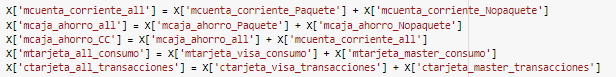 X['mcuenta_corriente_all'] = X['mcuenta_corriente_Paquete'] + X['mcuenta_corriente_Nopaquete']
X['mcaja_ahorro_all'] = X['mcaja_ahorro_Paquete'] + X['mcaja_ahorro_Nopaquete']
X['mcaja_ahorro_CC'] = X['mcaja_ahorro_all'] + X['mcuenta_corriente_all']
X['mtarjeta_all_consumo'] = X['mtarjeta_visa_consumo'] + X['mtarjeta_master_consumo']
X['ctarjeta_all_transacciones'] = X['ctarjeta_visa_transacciones'] + X['ctarjeta_master_transacciones']